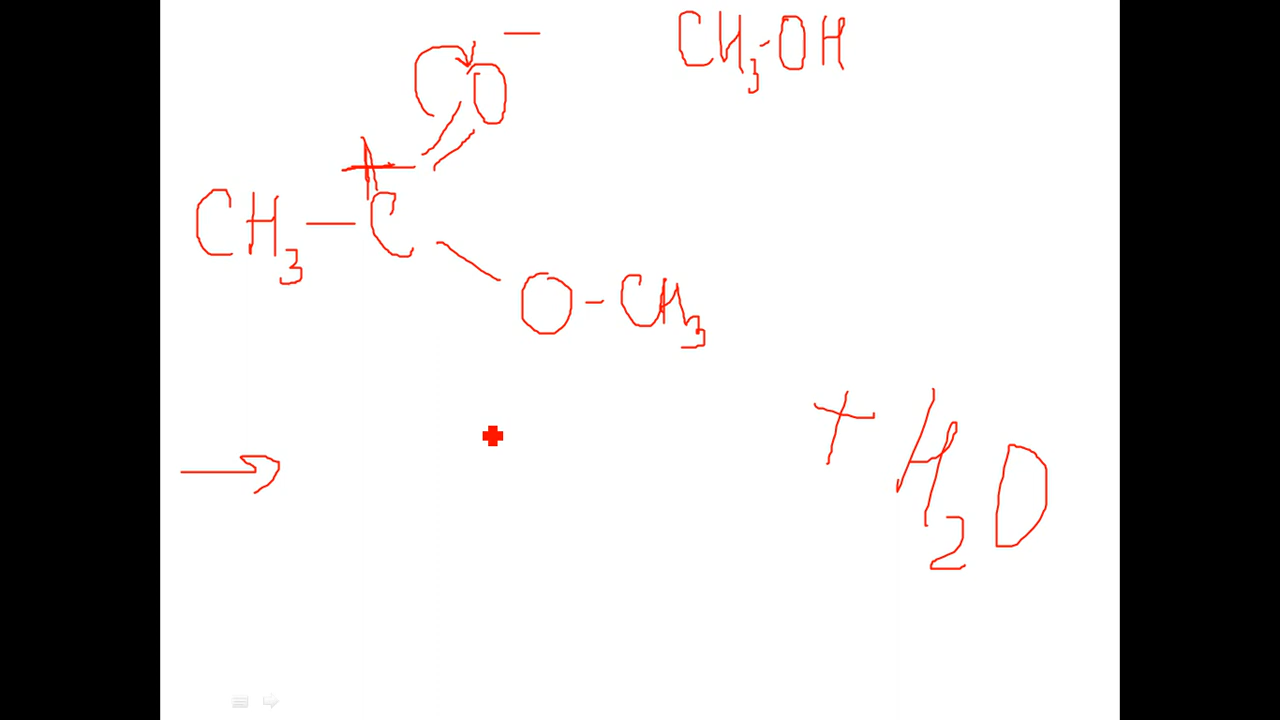 O⁻ CH₃-OH
+
CH₃—C
O-CH₃
→ + H₂O